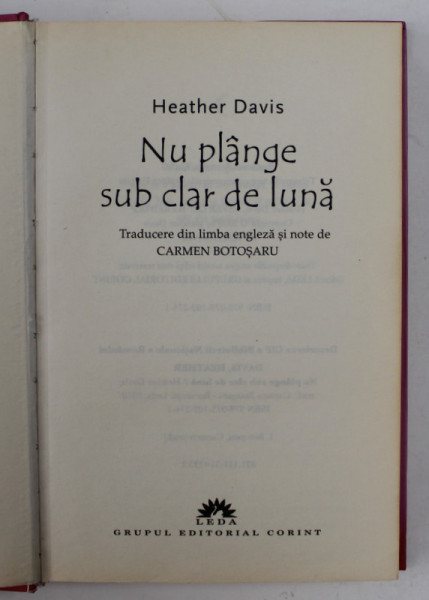 Heather Davis
Nu plânge
sub clar de lună
Traducere din limba engleză și note de
CARMEN BOTOȘARU
LEDA
GRUPUL EDITORIAL CORINT